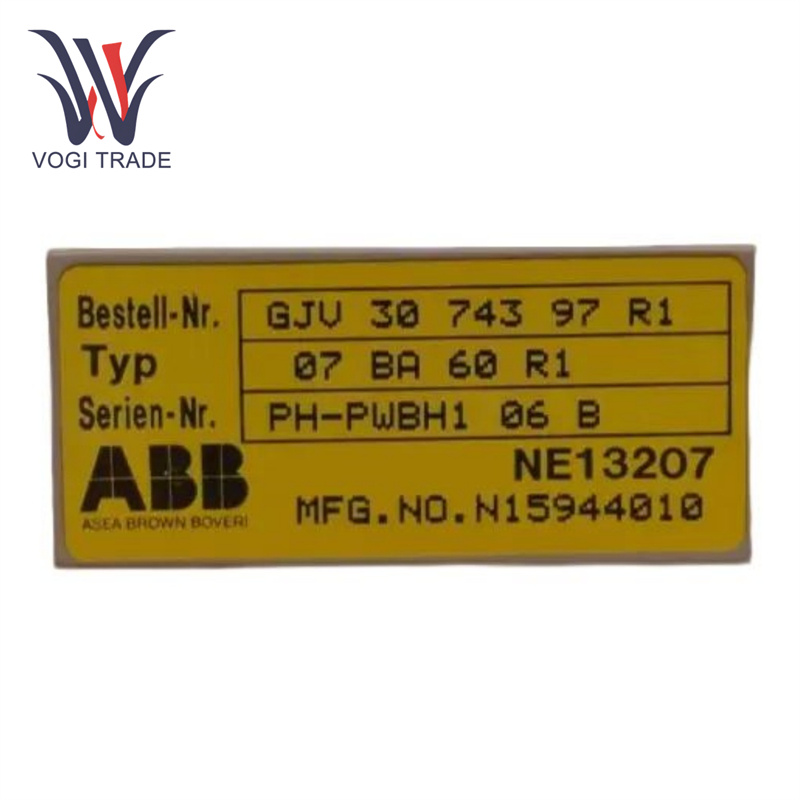 VOGI TRADE
Bestell-Nr. GJV 30 743 97 R1
Typ 07 BA 60 R1
Serien-Nr. PH-PWBH1 06 B
ABB NE13207
ASEA BROWN BOVERI MFG.NO.N15944010